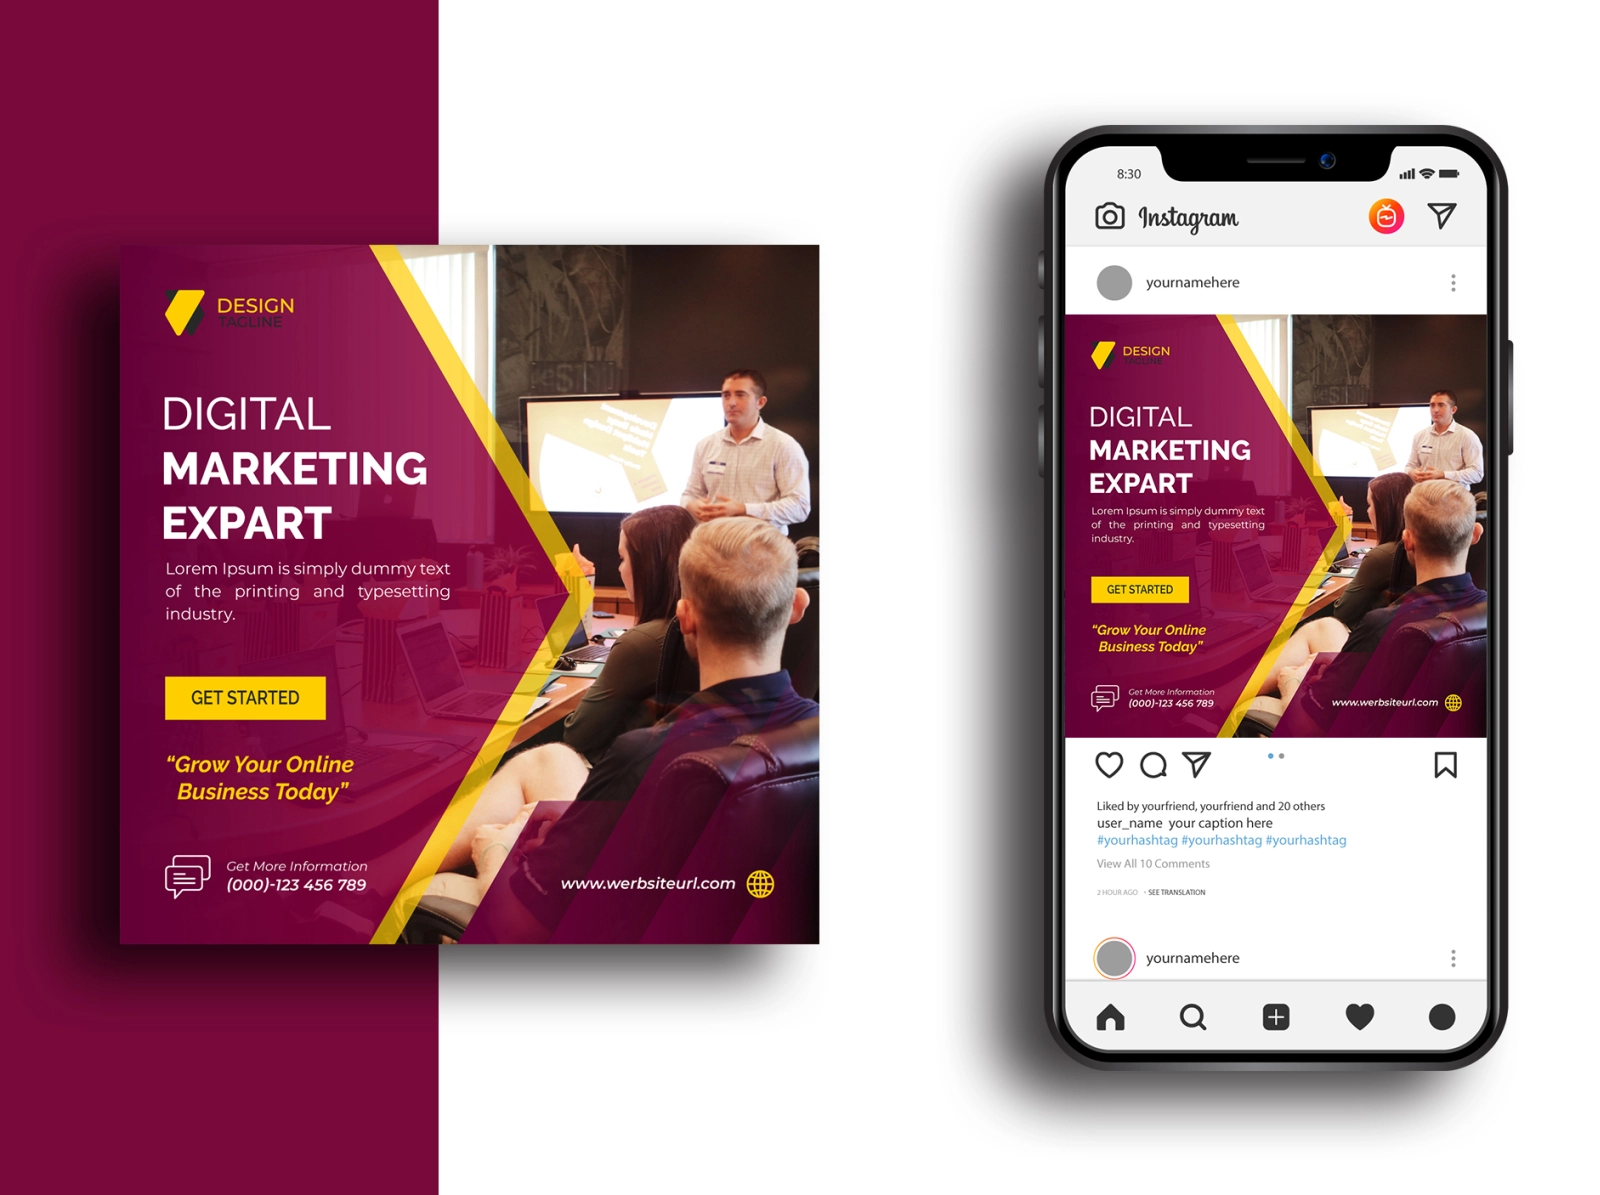 DESIGN
TAGLINE
DIGITAL
MARKETING
EXPART
Lorem Ipsum is simply dummy text
of the printing and typesetting
industry.
GET STARTED
“Grow Your Online
Business Today”
Get More Information
(000)-123 456 789
www.werbsiteurl.com
8:30
Instagram
yournamehere
DESIGN
TAGLINE
DIGITAL
MARKETING
EXPART
Lorem Ipsum is simply dummy text
of the printing and typesetting
industry.
GET STARTED
“Grow Your Online
Business Today”
Get More Information
(000)-123 456 789
www.werbsiteurl.com
Liked by yourfriend, yourfriend and 20 others
user_name your caption here
#yourhashtag #yourhashtag #yourhashtag
View All 10 Comments
2 HOUR AGO • SEE TRANSLATION
yournamehere